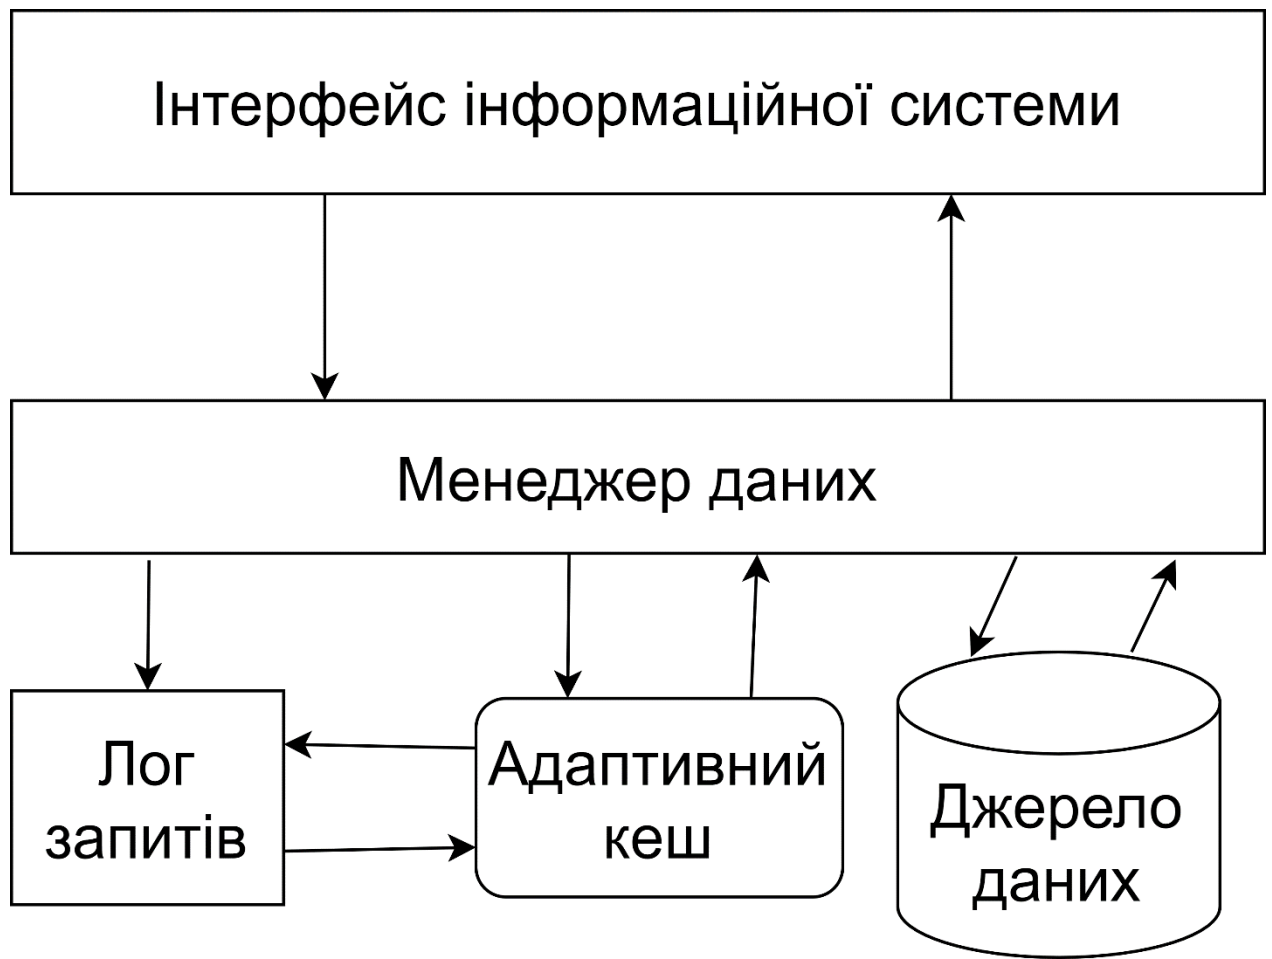 Інтерфейс інформаційної системи
Менеджер даних
Лог
запитів
Адаптивний
кеш
Джерело
даних